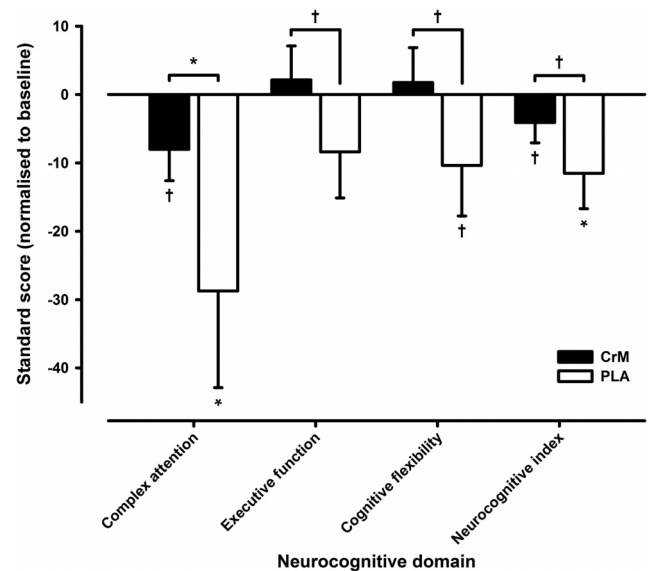 10
†
†
*
†
0
-10
†
†
-20
†
*
-30
-40
*
CrM
PLA
Standard score (normalised to baseline)
Complex attention
Executive function
Cognitive flexibility
Neurocognitive index
Neurocognitive domain